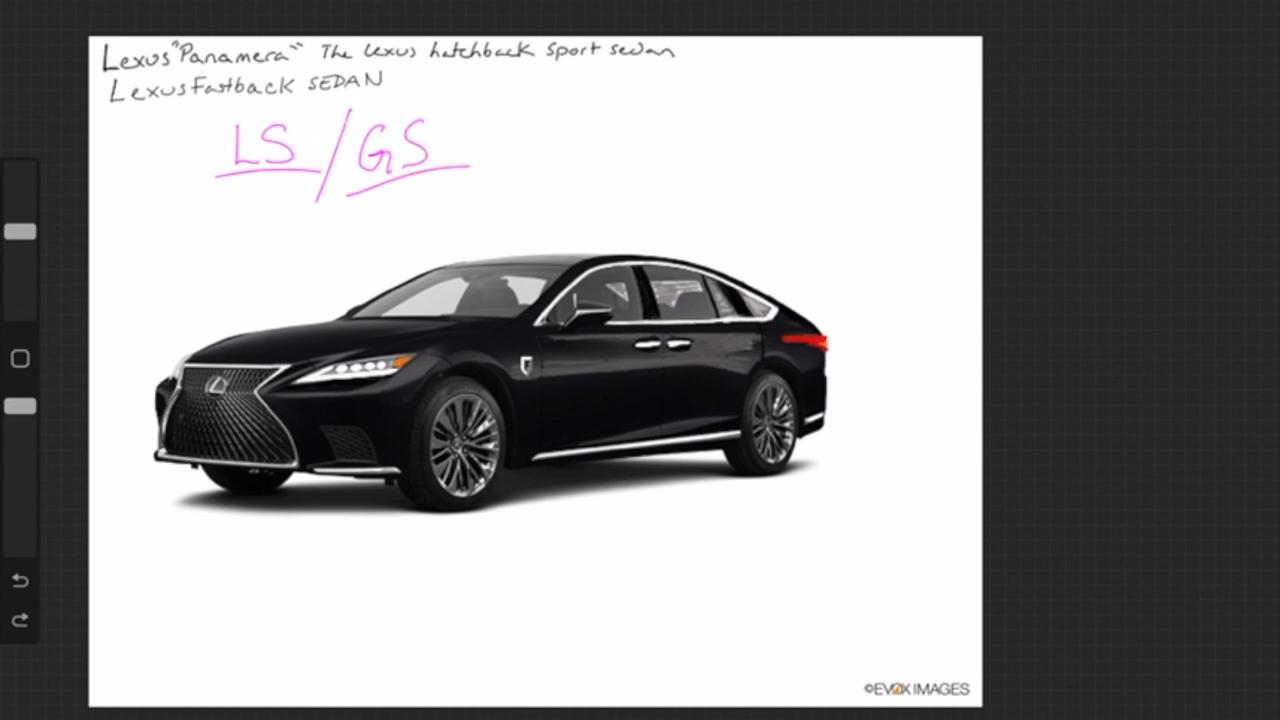 Lexus "Panamera" The Lexus hatchback Sport sedan
Lexus Fastback SEDAN
LS / GS
©EVOX IMAGES